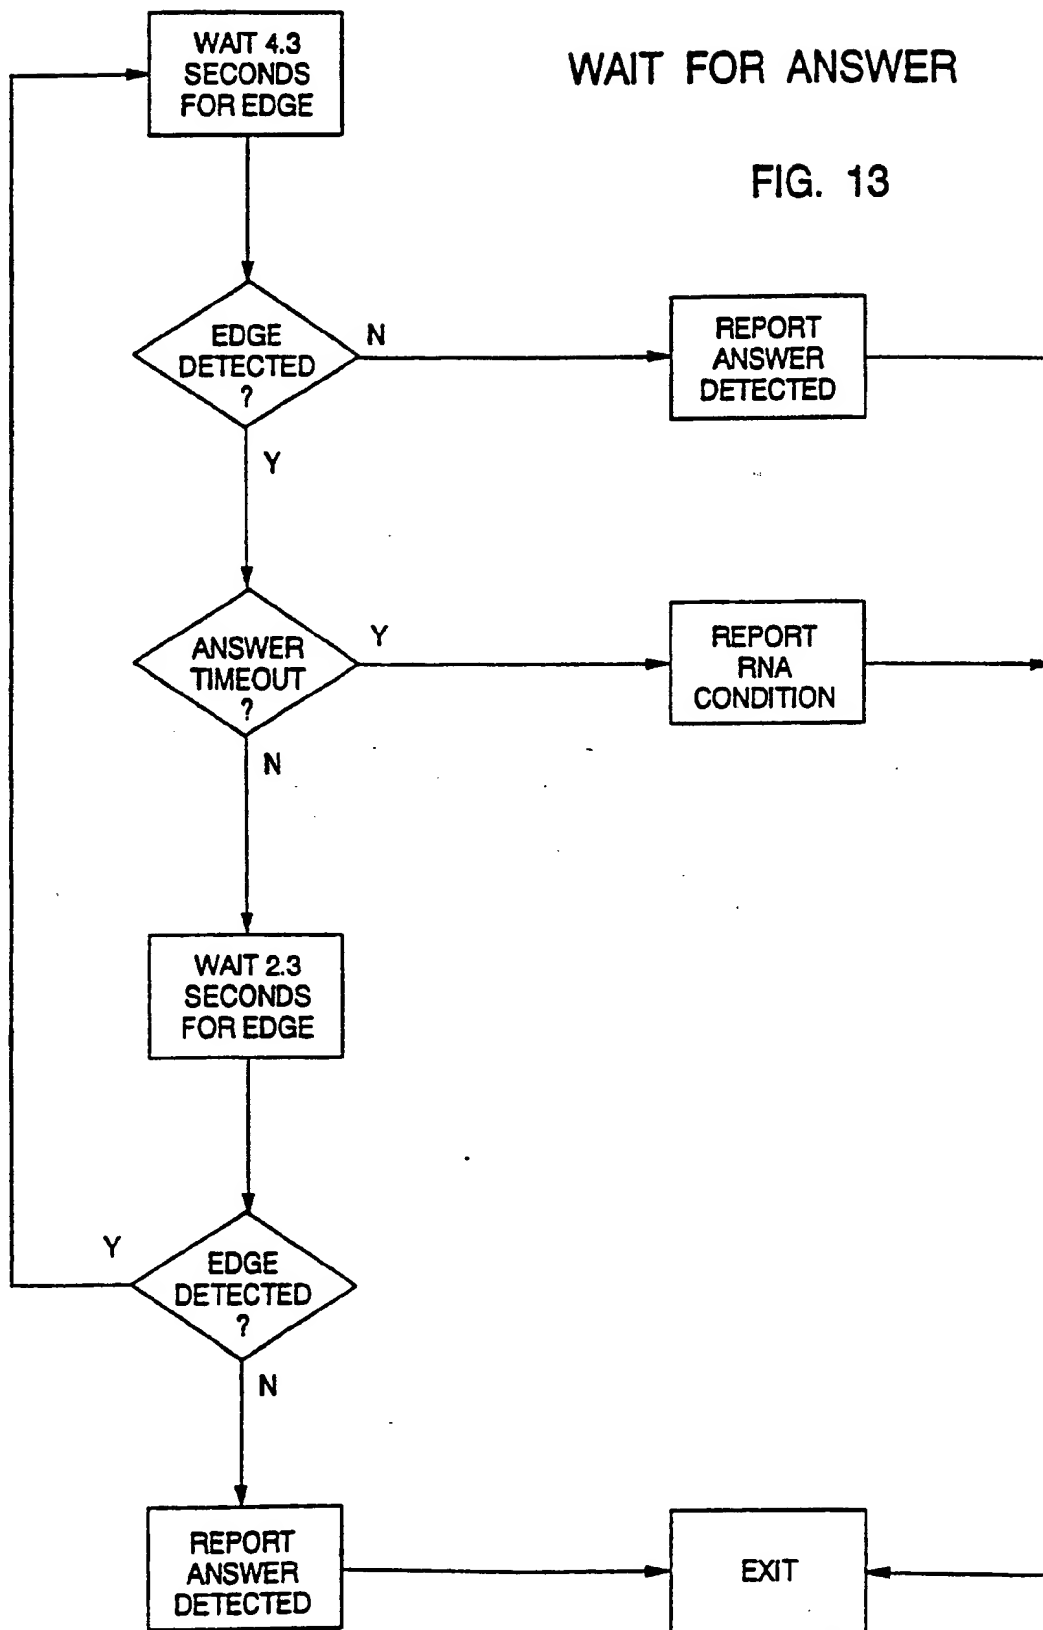 WAIT 4.3
SECONDS
FOR EDGE
WAIT FOR ANSWER
FIG. 13
EDGE
DETECTED
?
N
REPORT
ANSWER
DETECTED
Y
ANSWER
TIMEOUT
?
Y
REPORT
RNA
CONDITION
N
WAIT 2.3
SECONDS
FOR EDGE
Y
EDGE
DETECTED
?
N
REPORT
ANSWER
DETECTED
EXIT